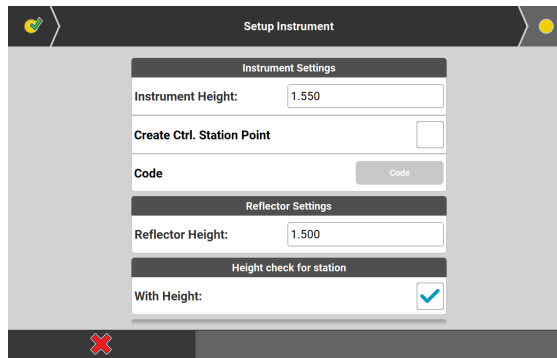 Setup Instrument
Instrument Settings
Instrument Height: 1.550
Create Ctrl. Station Point
Code Code
Reflector Settings
Reflector Height: 1.500
Height check for station
With Height: